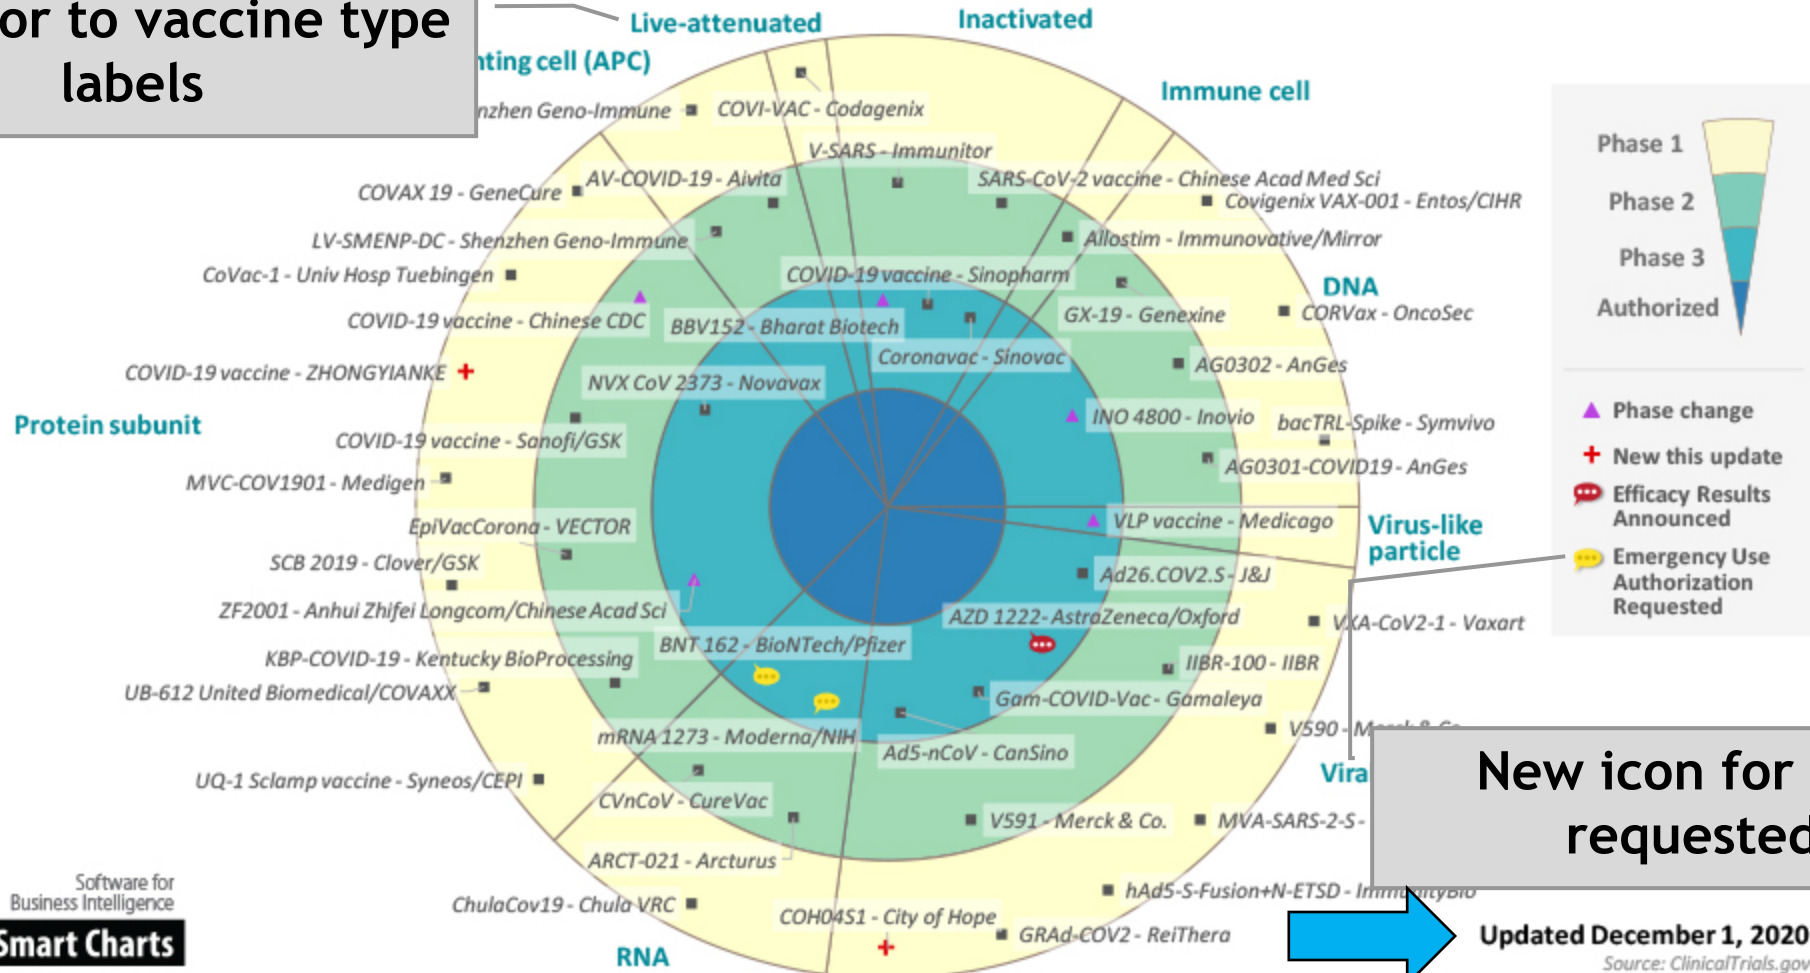 or to vaccine type
labels
Live-attenuated
Inactivated
nting cell (APC)
Immune cell
nzhen Geno-Immune
COVI-VAC - Codagenix
V-SARS - Immunitor
COVAX 19 - GeneCure
AV-COVID-19 - Aivita
SARS-CoV-2 vaccine - Chinese Acad Med Sci
Covigenix VAX-001 - Entos/CIHR
LV-SMENP-DC - Shenzhen Geno-Immune
Allostim - Immunovative/Mirror
CoVac-1 - Univ Hosp Tuebingen
COVID-19 vaccine - Sinopharm
DNA
COVID-19 vaccine - Chinese CDC
BBV152 - Bharat Biotech
GX-19 - Genexine
CORVax - OncoSec
Coronavac - Sinovac
COVID-19 vaccine - ZHONGYIANKE
NVX CoV 2373 - Novavax
AG0302 - AnGes
Protein subunit
INO 4800 - Inovio
bacTRL-Spike - Symvivo
COVID-19 vaccine - Sanofi/GSK
AG0301-COVID19 - AnGes
MVC-COV1901 - Medigen
EpiVacCorona - VECTOR
VLP vaccine - Medicago
Virus-like
particle
SCB 2019 - Clover/GSK
Ad26.COV2.S - J&J
ZF2001 - Anhui Zhifei Longcom/Chinese Acad Sci
AZD 1222- AstraZeneca/Oxford
VXA-CoV2-1 - Vaxart
BNT 162 - BioNTech/Pfizer
KBP-COVID-19 - Kentucky BioProcessing
IIBR-100 - IIBR
UB-612 United Biomedical/COVAXX
Gam-COVID-Vac - Gamaleya
mRNA 1273 - Moderna/NIH
Ad5-nCoV - CanSino
V590 - Merck & Co.
Vira
UQ-1 Sclamp vaccine - Syneos/CEPI
CVnCoV - CureVac
V591 - Merck & Co.
MVA-SARS-2-S -
ARCT-021 - Arcturus
hAd5-S-Fusion+N-ETSD - ImmunityBio
ChulaCov19 - Chula VRC
COH04S1 - City of Hope
GRAd-COV2 - ReiThera
RNA
Phase 1
Phase 2
Phase 3
Authorized
Phase change
New this update
Efficacy Results
Announced
Emergency Use
Authorization
Requested
New icon for
requested
Software for
Business Intelligence
Smart Charts
Updated December 1, 2020
Source: ClinicalTrials.gov